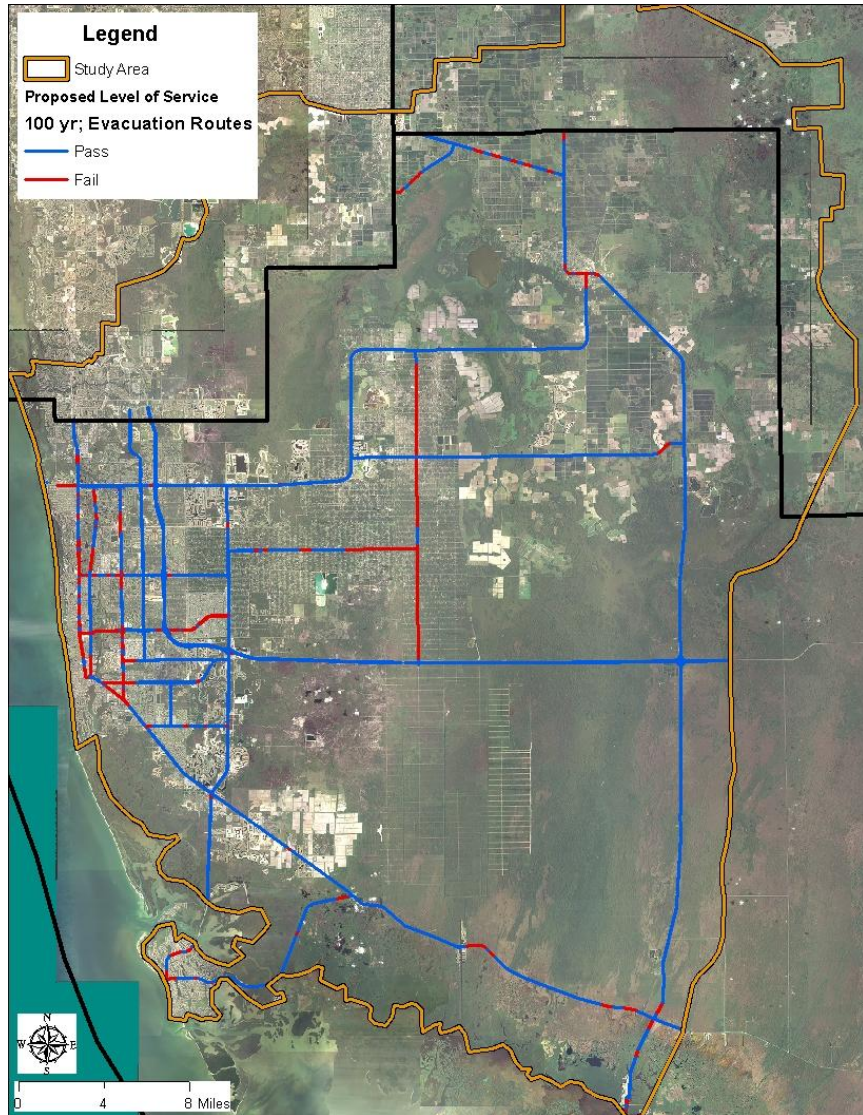 Legend
Study Area
Proposed Level of Service
100 yr; Evacuation Routes
Pass
Fail
N
W E
S
0 4 8 Miles